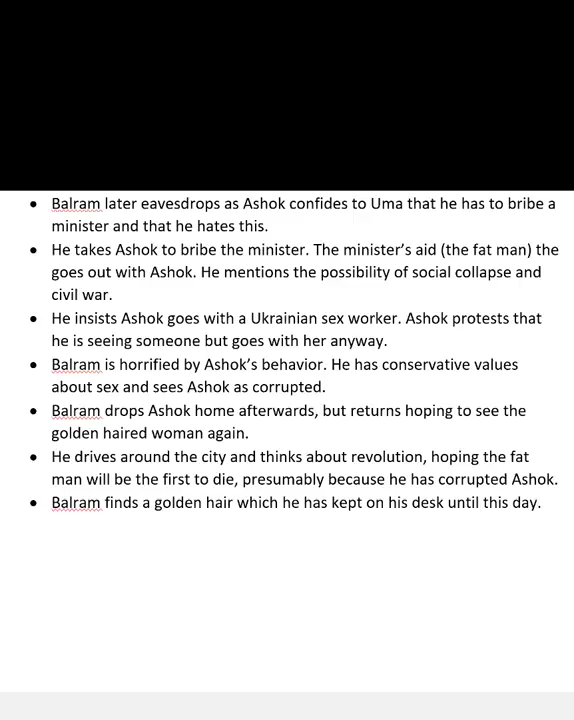 • Balram later eavesdrops as Ashok confides to Uma that he has to bribe a
minister and that he hates this.
• He takes Ashok to bribe the minister. The minister's aid (the fat man) the
goes out with Ashok. He mentions the possibility of social collapse and
civil war.
• He insists Ashok goes with a Ukrainian sex worker. Ashok protests that
he is seeing someone but goes with her anyway.
• Balram is horrified by Ashok's behavior. He has conservative values
about sex and sees Ashok as corrupted.
• Balram drops Ashok home afterwards, but returns hoping to see the
golden haired woman again.
• He drives around the city and thinks about revolution, hoping the fat
man will be the first to die, presumably because he has corrupted Ashok.
• Balram finds a golden hair which he has kept on his desk until this day.